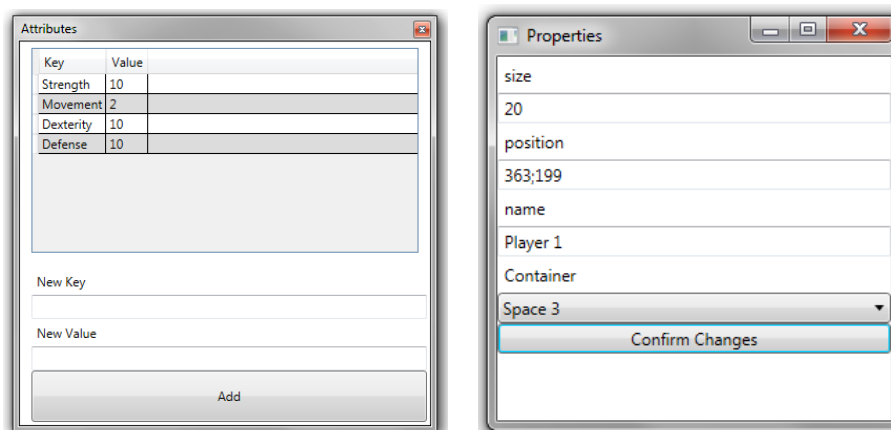 Attributes
Key Value
Strength 10
Movement 2
Dexterity 10
Defense 10
New Key
New Value
Add
Properties
size
20
position
363;199
name
Player 1
Container
Space 3
Confirm Changes